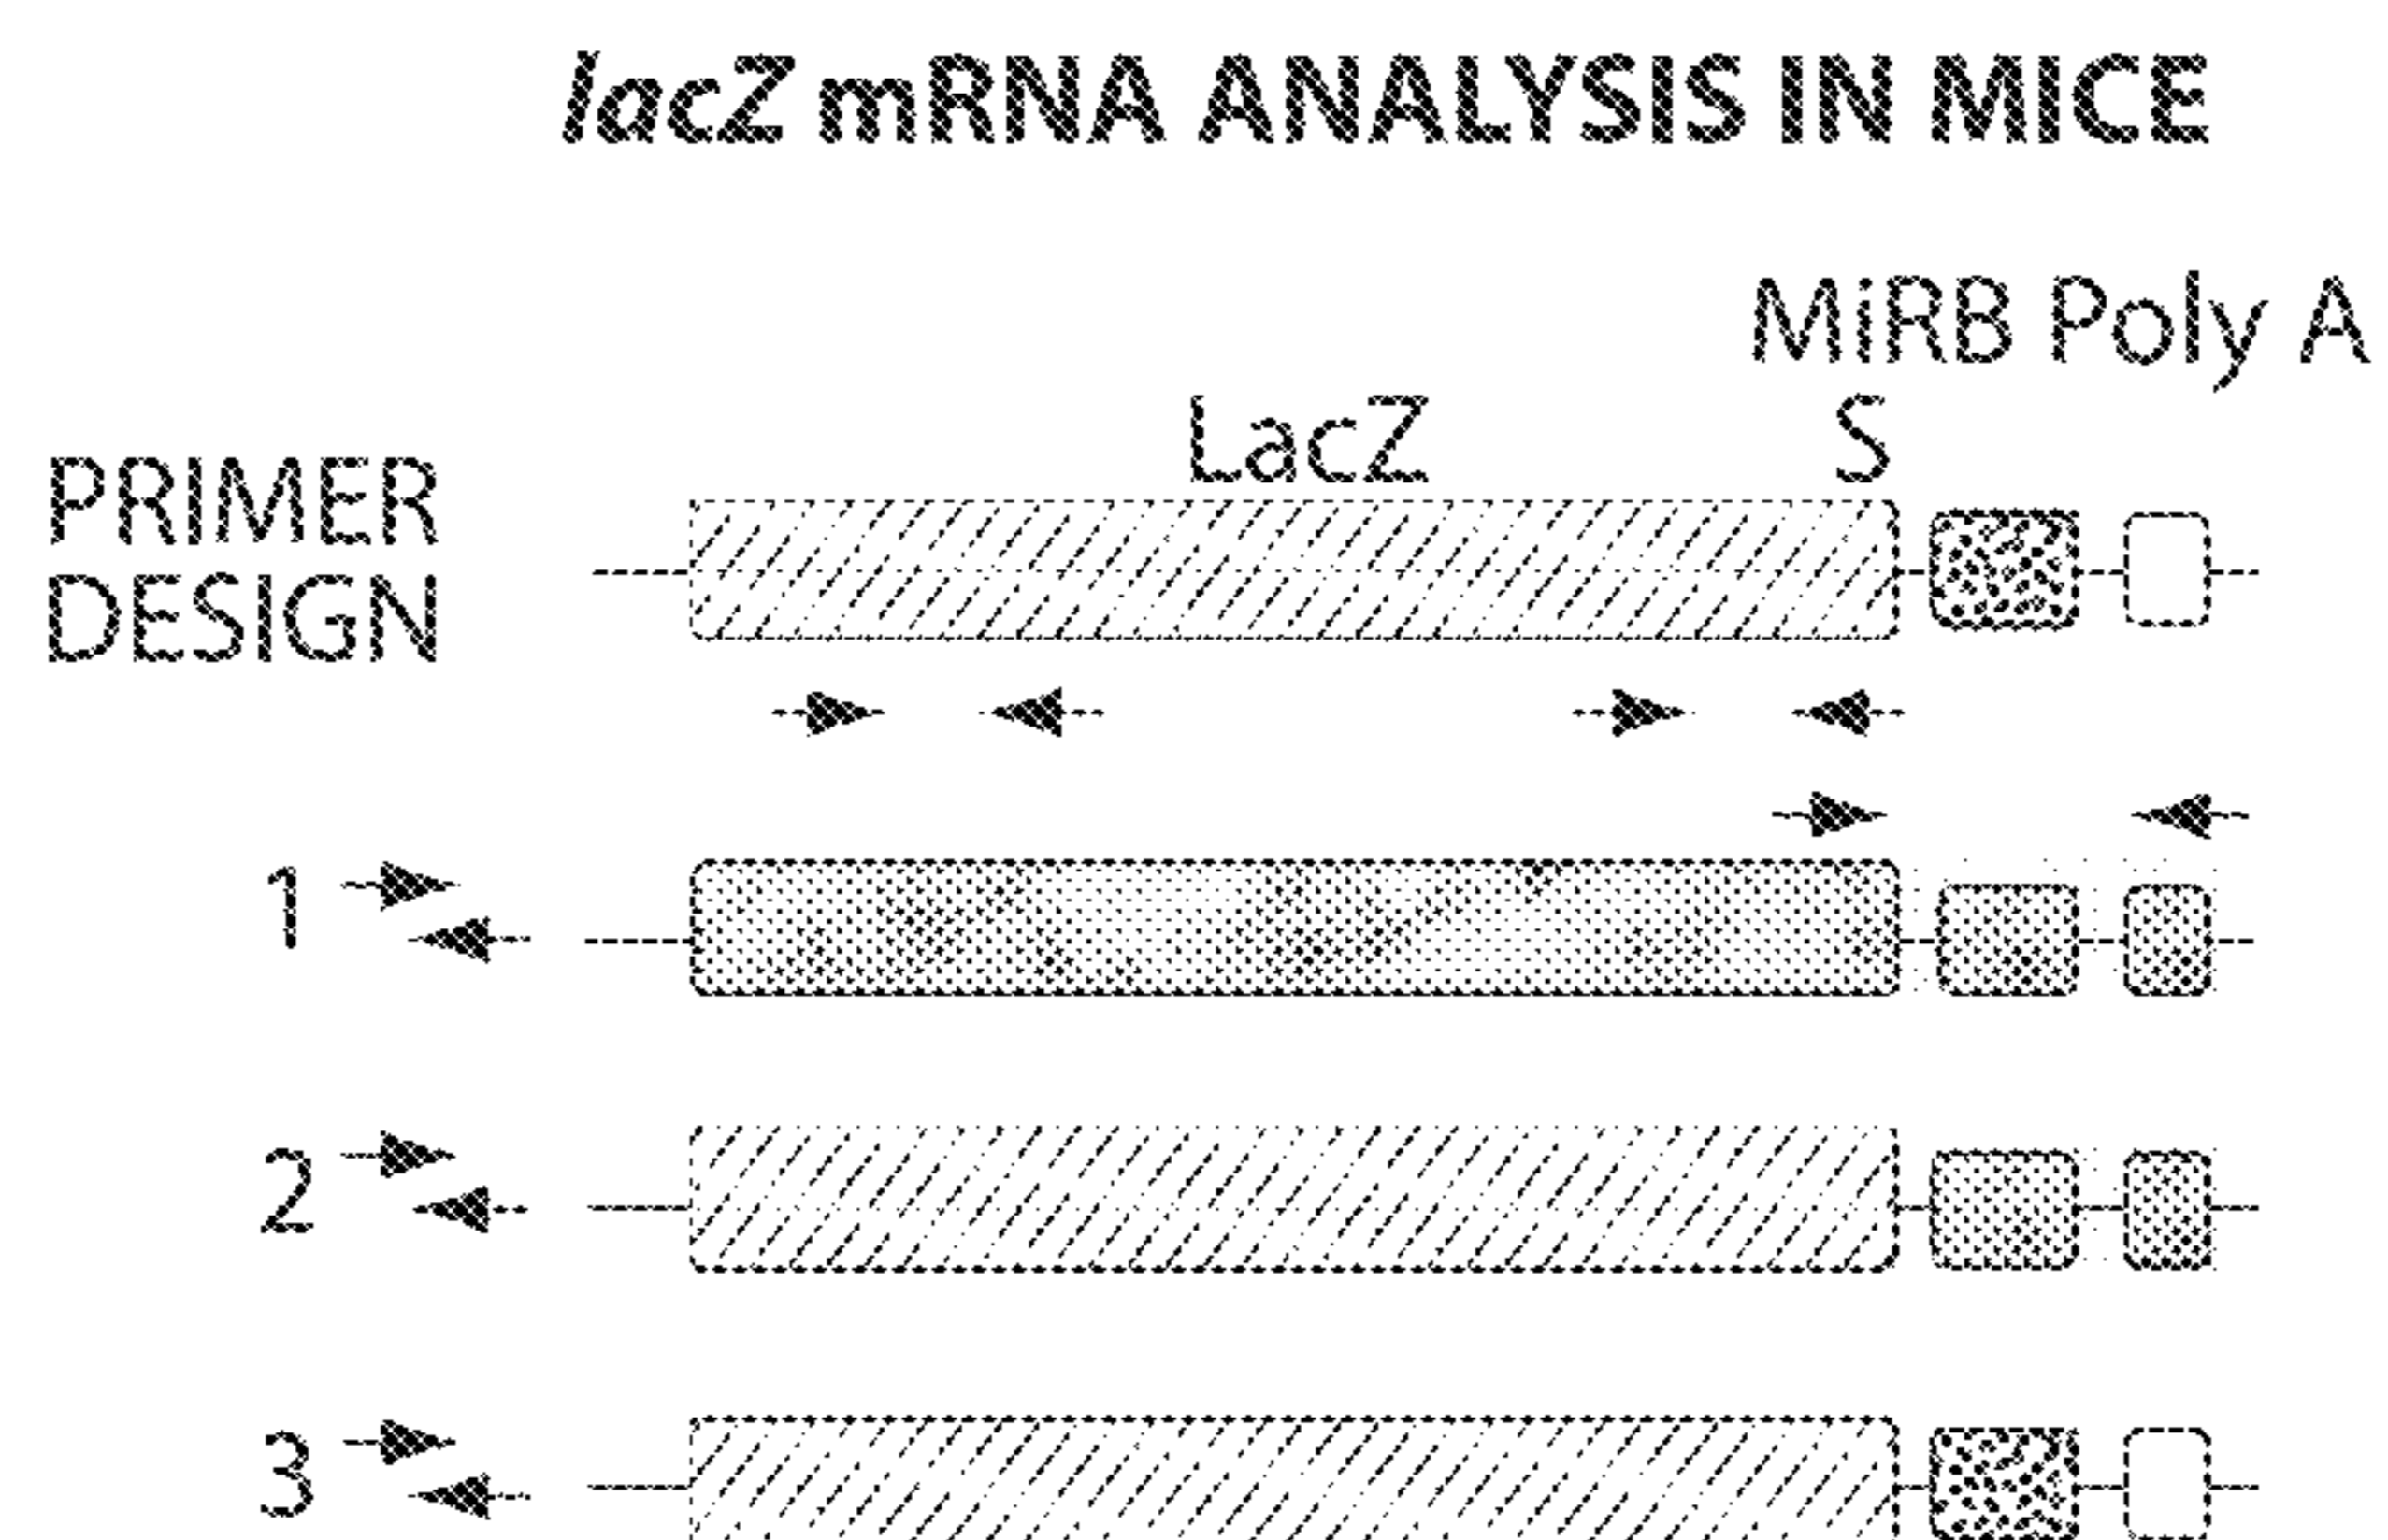 lacZ mRNA ANALYSIS IN MICE
MiRB Poly A
LacZ S
PRIMER
DESIGN
1
2
3